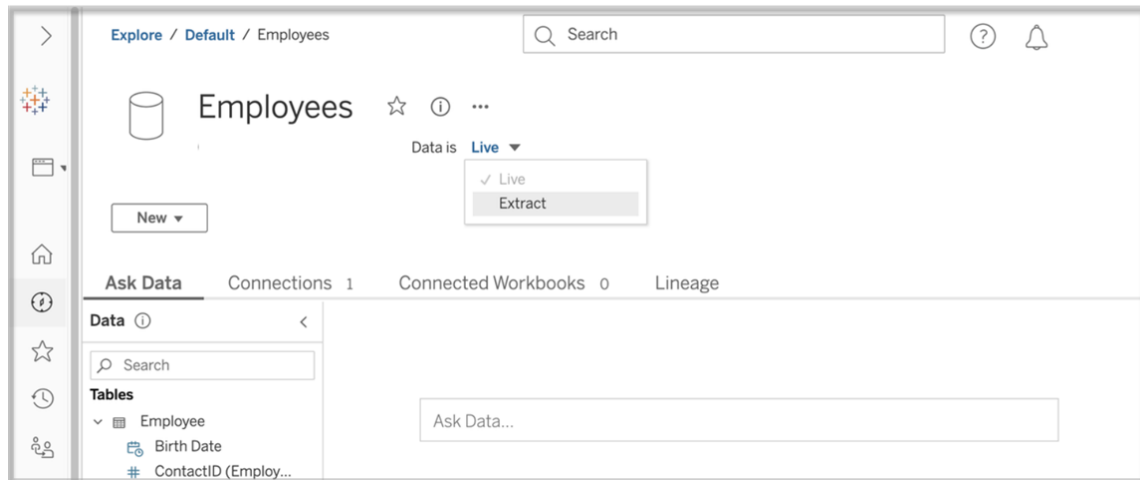 Explore / Default / Employees
Search
Employees
Data is Live
Live
Extract
New
Ask Data
Connections 1
Connected Workbooks 0
Lineage
Data
Search
Tables
Employee
Birth Date
ContactID (Employ...
Ask Data...